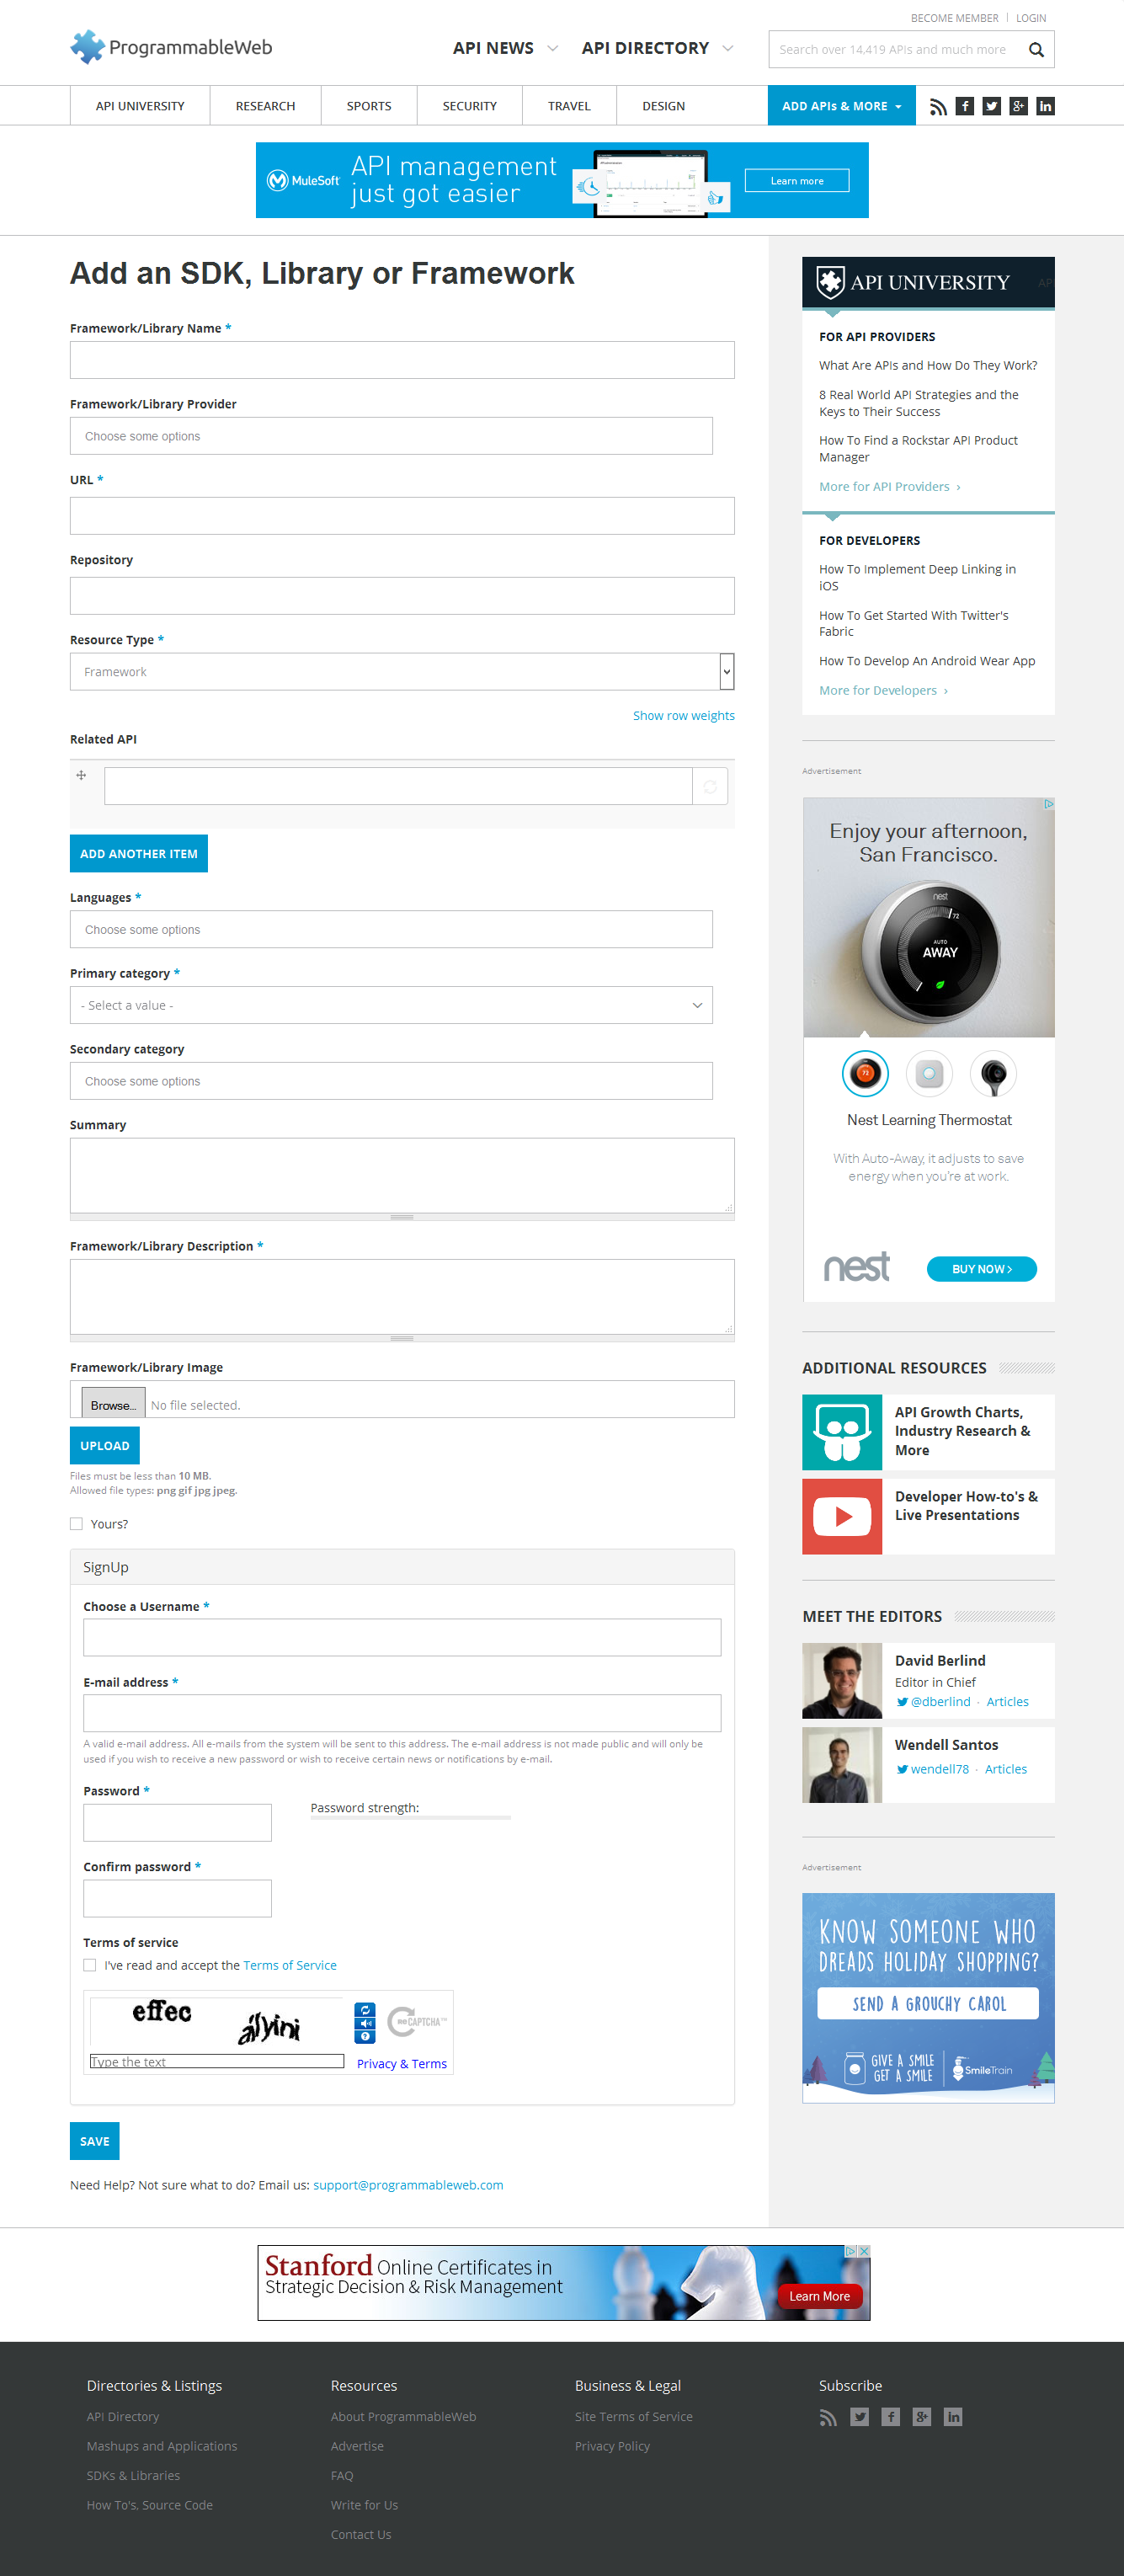 BECOME MEMBER | LOGIN
ProgrammableWeb
API NEWS
API DIRECTORY
Search over 14,419 APIs and much more
API UNIVERSITY
RESEARCH
SPORTS
SECURITY
TRAVEL
DESIGN
ADD APIs & MORE
MuleSoft
API management
just got easier
Learn more
Add an SDK, Library or Framework
Framework/Library Name *
Framework/Library Provider
Choose some options
URL *
Repository
Resource Type *
Framework
Show row weights
Related API
ADD ANOTHER ITEM
Languages *
Choose some options
Primary category *
- Select a value -
Secondary category
Choose some options
Summary
Framework/Library Description *
Framework/Library Image
Browse... No file selected.
UPLOAD
Files must be less than 10 MB.
Allowed file types: png gif jpg jpeg.
Yours?
SignUp
Choose a Username *
E-mail address *
A valid e-mail address. All e-mails from the system will be sent to this address. The e-mail address is not made public and will only be
used if you wish to receive a new password or wish to receive certain news or notifications by e-mail.
Password *
Password strength:
Confirm password *
Terms of service
I've read and accept the Terms of Service
effec
allyini
reCAPTCHA™
Type the text
Privacy & Terms
SAVE
Need Help? Not sure what to do? Email us: support@programmableweb.com
API UNIVERSITY
AP
FOR API PROVIDERS
What Are APIs and How Do They Work?
8 Real World API Strategies and the
Keys to Their Success
How To Find a Rockstar API Product
Manager
More for API Providers ›
FOR DEVELOPERS
How To Implement Deep Linking in
iOS
How To Get Started With Twitter's
Fabric
How To Develop An Android Wear App
More for Developers ›
Advertisement
Enjoy your afternoon,
San Francisco.
nest
72
AUTO
AWAY
72
Nest Learning Thermostat
With Auto-Away, it adjusts to save
energy when you're at work.
nest
BUY NOW >
ADDITIONAL RESOURCES
API Growth Charts,
Industry Research &
More
Developer How-to's &
Live Presentations
MEET THE EDITORS
David Berlind
Editor in Chief
@dberlind · Articles
Wendell Santos
wendell78 · Articles
Advertisement
KNOW SOMEONE WHO
DREADS HOLIDAY SHOPPING?
SEND A GROUCHY CAROL
GIVE A SMILE
GET A SMILE
SmileTrain
Stanford Online Certificates in
Strategic Decision & Risk Management
Learn More
Directories & Listings
API Directory
Mashups and Applications
SDKs & Libraries
How To's, Source Code
Resources
About ProgrammableWeb
Advertise
FAQ
Write for Us
Contact Us
Business & Legal
Site Terms of Service
Privacy Policy
Subscribe